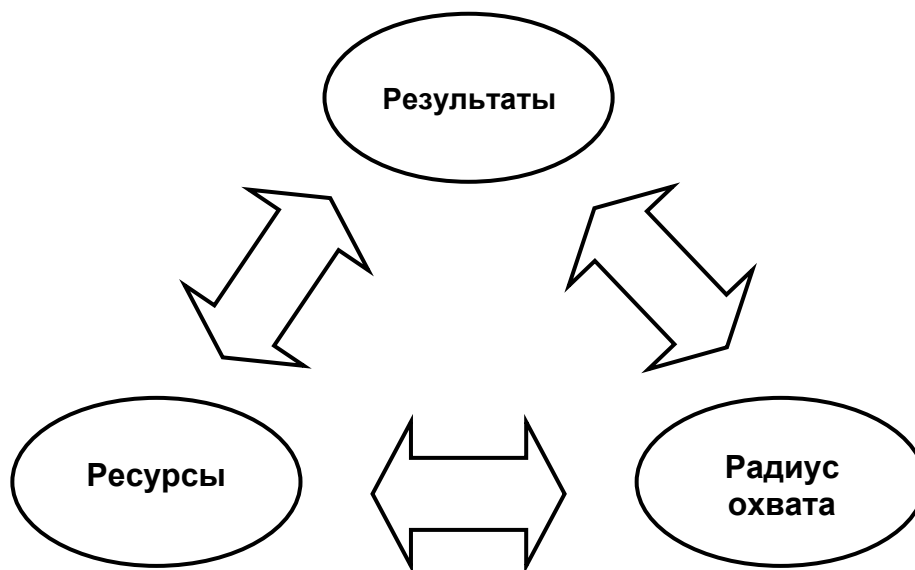 Результаты
Ресурсы
Радиус
охвата